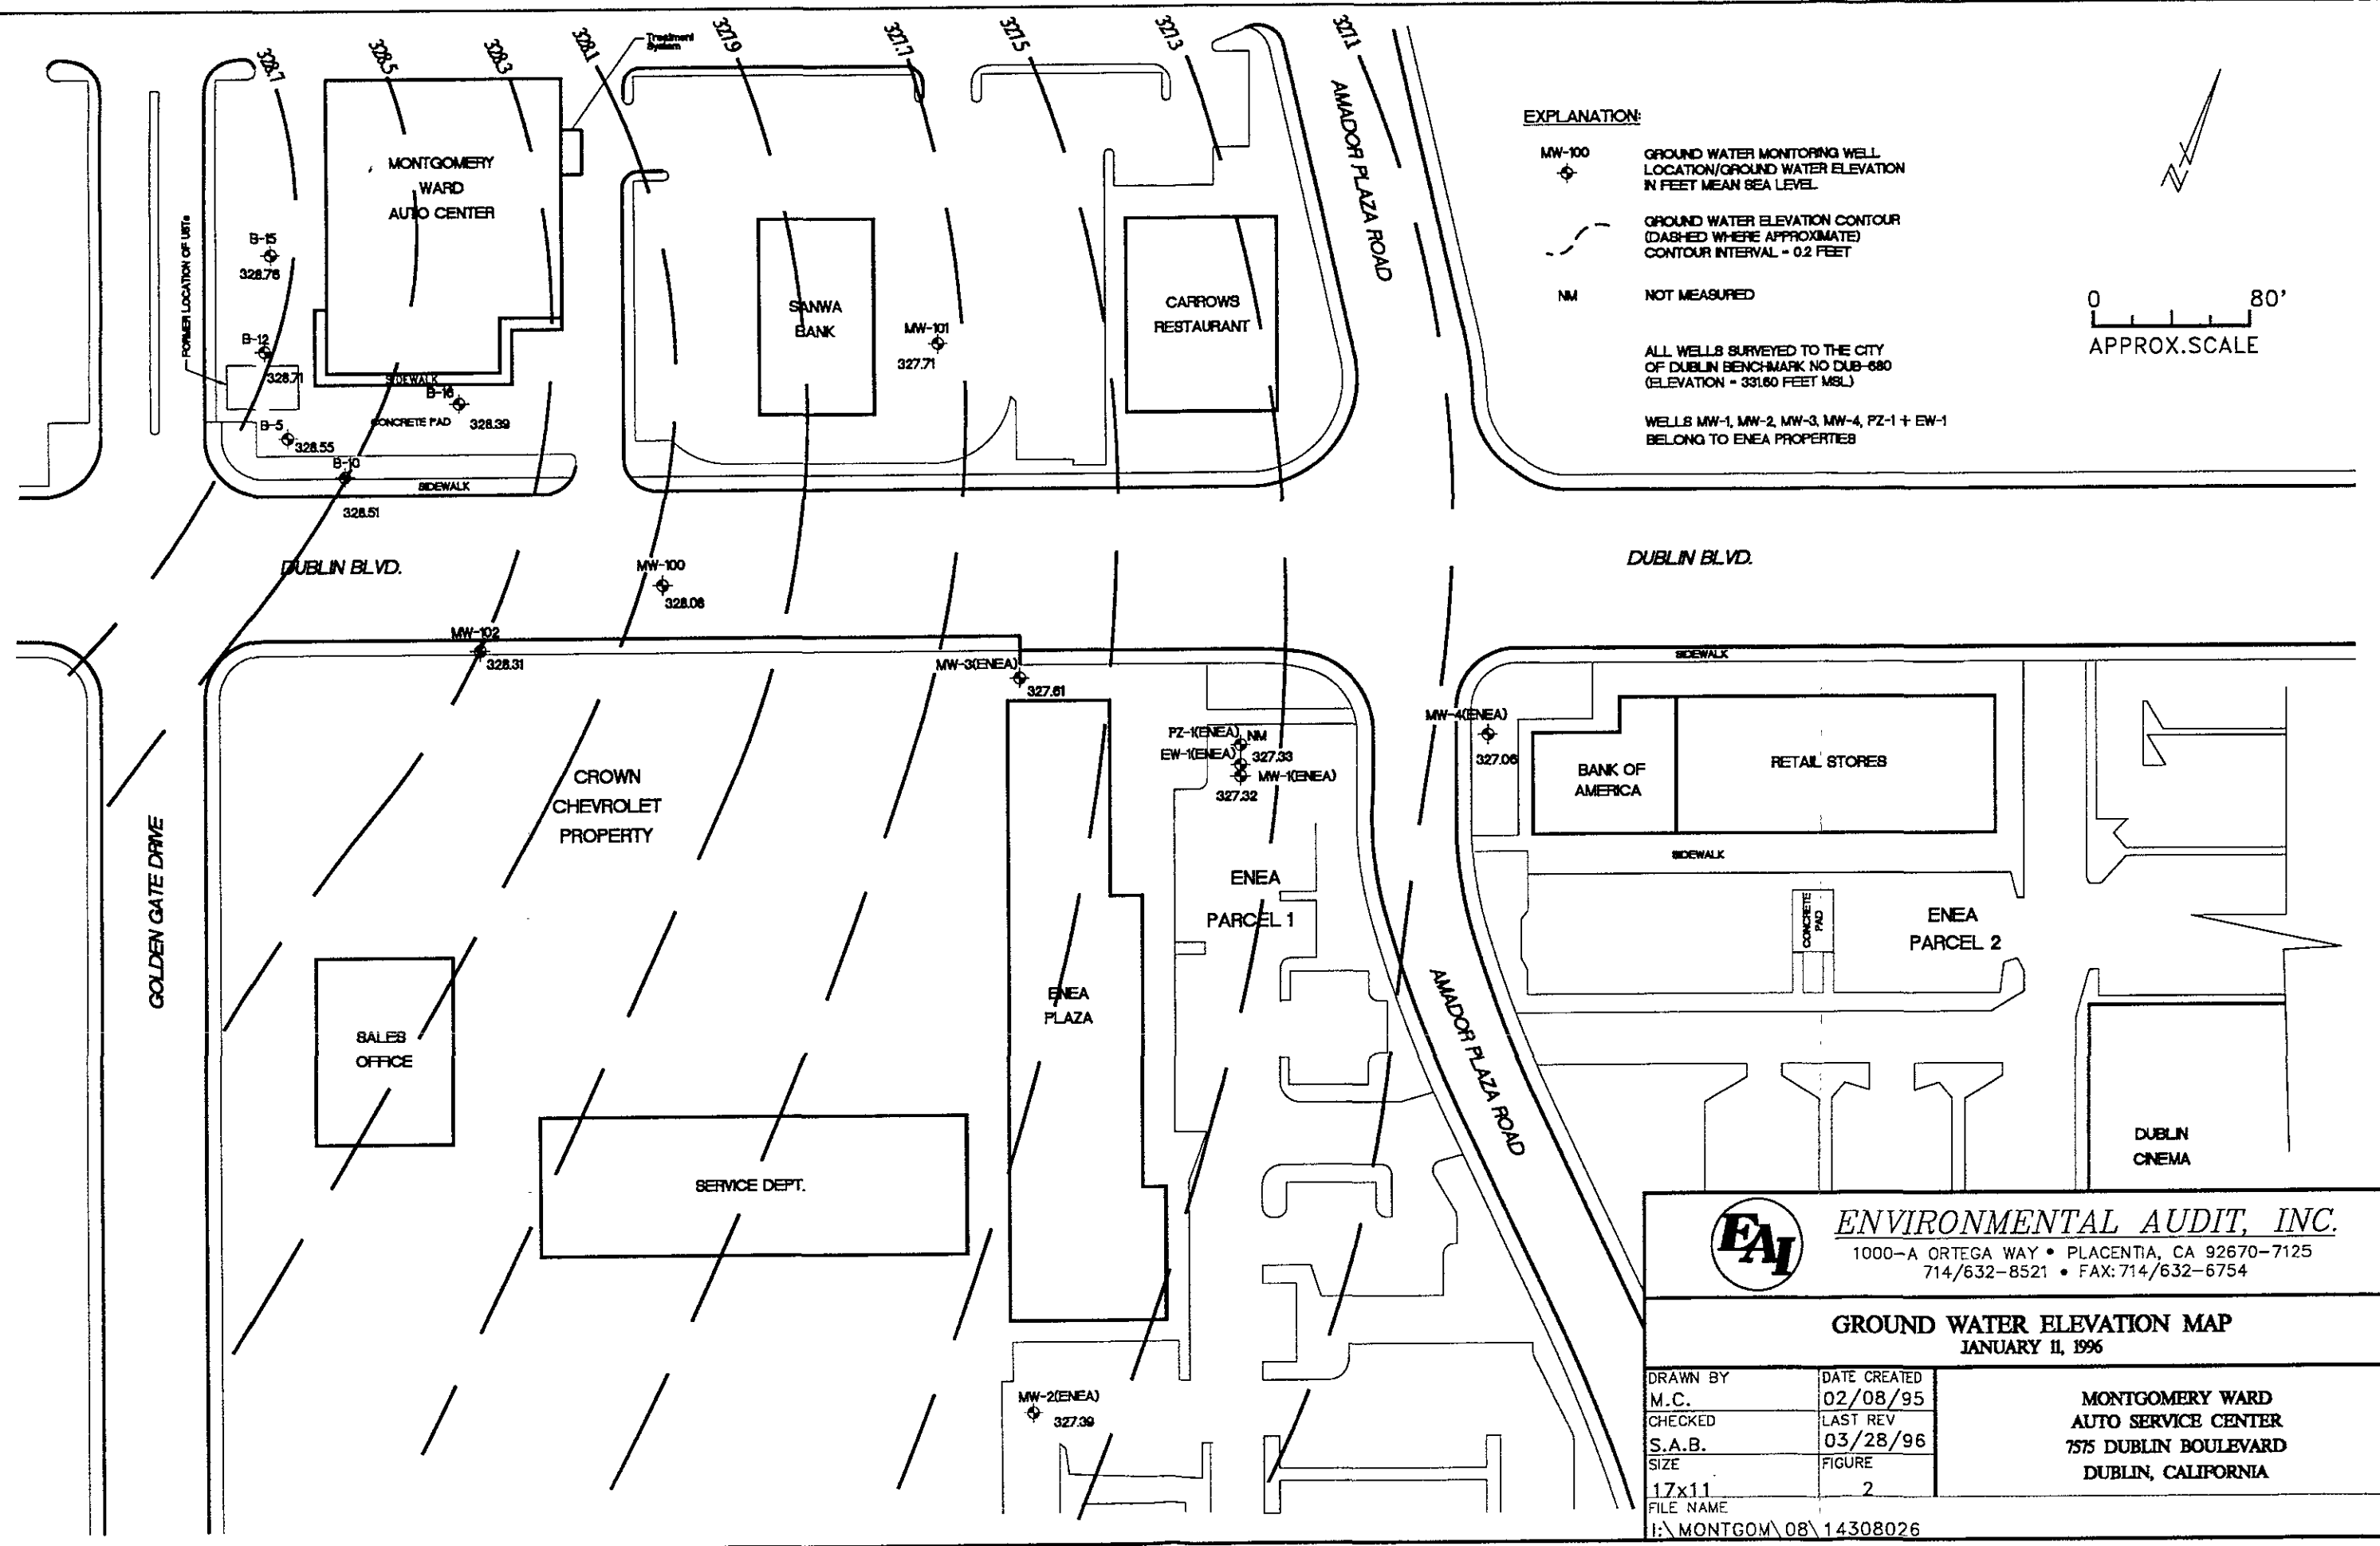 328.7
328.5
328.3
328.1
327.9
327.7
327.5
327.3
327.1
Treatment
System
MONTGOMERY
WARD
AUTO CENTER
FORMER LOCATION OF USTs
B-15
328.76
B-12
328.71
SIDEWALK
B-16
328.39
CONCRETE PAD
B-5
328.55
B-10
328.51
SIDEWALK
SANWA
BANK
MW-101
327.71
CARROWS
RESTAURANT
AMADOR PLAZA ROAD
EXPLANATION:
MW-100
GROUND WATER MONITORING WELL
LOCATION/GROUND WATER ELEVATION
IN FEET MEAN SEA LEVEL
GROUND WATER ELEVATION CONTOUR
(DASHED WHERE APPROXIMATE)
CONTOUR INTERVAL = 0.2 FEET
NM NOT MEASURED
ALL WELLS SURVEYED TO THE CITY
OF DUBLIN BENCHMARK NO DUB-680
(ELEVATION = 331.60 FEET MSL)
WELLS MW-1, MW-2, MW-3, MW-4, PZ-1 + EW-1
BELONG TO ENEA PROPERTIES
N
0 80'
APPROX.SCALE
DUBLIN BLVD.
MW-100
328.08
DUBLIN BLVD.
MW-102
328.31
MW-3(ENEA)
327.61
SIDEWALK
PZ-1(ENEA)
NM
EW-1(ENEA)
327.33
MW-1(ENEA)
327.32
MW-4(ENEA)
327.06
BANK OF
AMERICA
RETAIL STORES
SIDEWALK
CROWN
CHEVROLET
PROPERTY
GOLDEN GATE DRIVE
ENEA
PARCEL 1
CONCRETE
PAD
ENEA
PARCEL 2
SALES
OFFICE
ENEA
PLAZA
AMADOR PLAZA ROAD
SERVICE DEPT.
DUBLIN
CINEMA
MW-2(ENEA)
327.39
EAI
ENVIRONMENTAL AUDIT, INC.
1000-A ORTEGA WAY • PLACENTIA, CA 92670-7125
714/632-8521 • FAX: 714/632-6754
GROUND WATER ELEVATION MAP
JANUARY 11, 1996
DRAWN BY
M.C.
DATE CREATED
02/08/95
CHECKED
S.A.B.
LAST REV
03/28/96
SIZE
17x11
FIGURE
2
MONTGOMERY WARD
AUTO SERVICE CENTER
7575 DUBLIN BOULEVARD
DUBLIN, CALIFORNIA
FILE NAME
I:\MONTGOM\08\14308026